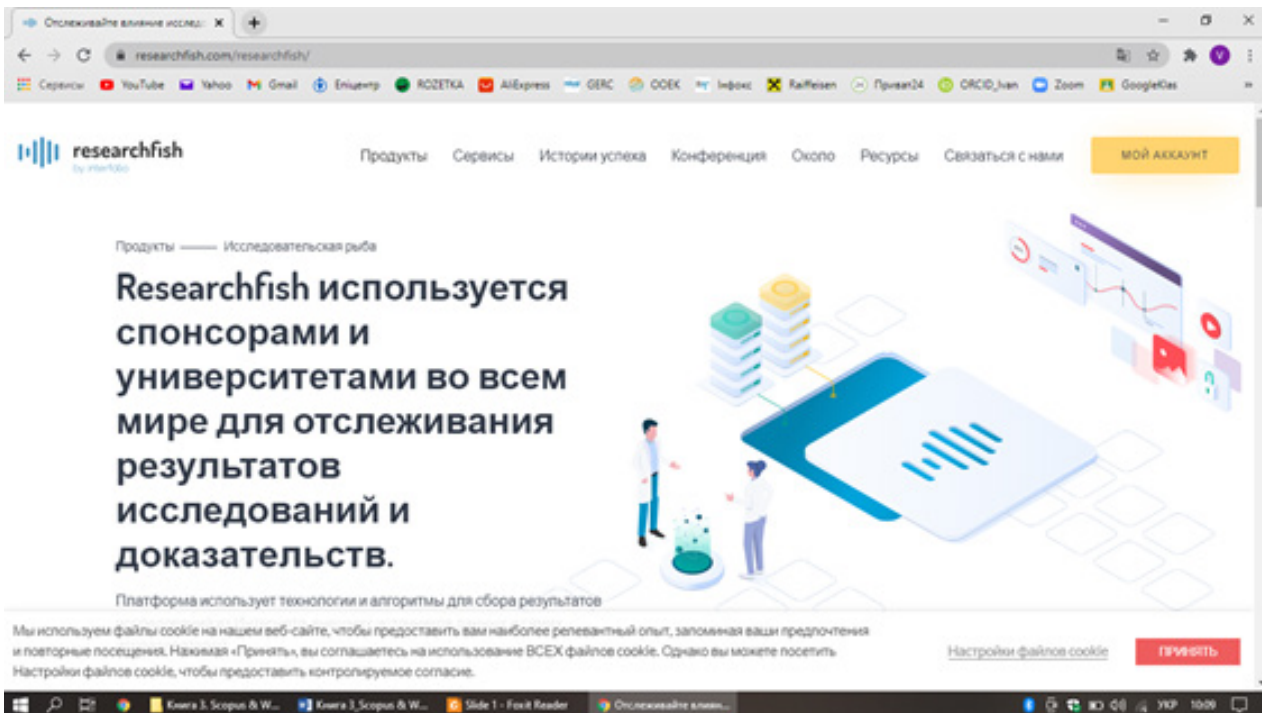 Отслеживайте влияние исслед
researchfish.com/researchfish/
Сервисы YouTube Yahoo Gmail Епіцентр ROZETKA AliExpress GERC ООЕК Інфокс Raiffeisen Приват24 ORCID_Ivan Zoom GoogleKlas »
researchfish
by interfolio
Продукты Сервисы Истории успеха Конференция Около Ресурсы Связаться с нами МОЙ АККАУНТ
Продукты —— Исследовательская рыба
Researchfish используется
спонсорами и
университетами во всем
мире для отслеживания
результатов
исследований и
доказательств.
Платформа использует технологии и алгоритмы для сбора результатов
Мы используем файлы cookie на нашем веб-сайте, чтобы предоставить вам наиболее релевантный опыт, запоминая ваши предпочтения
и повторные посещения. Нажимая «Принять», вы соглашаетесь на использование ВСЕХ файлов cookie. Однако вы можете посетить
Настройки файлов cookie, чтобы предоставить контролируемое согласие.
Настройки файлов cookie ПРИНЯТЬ
Книга 3. Scopus & W... Книга 3_Scopus & W... Slide 1 - Foxit Reader Отслеживайте влиян... УКР 10:09